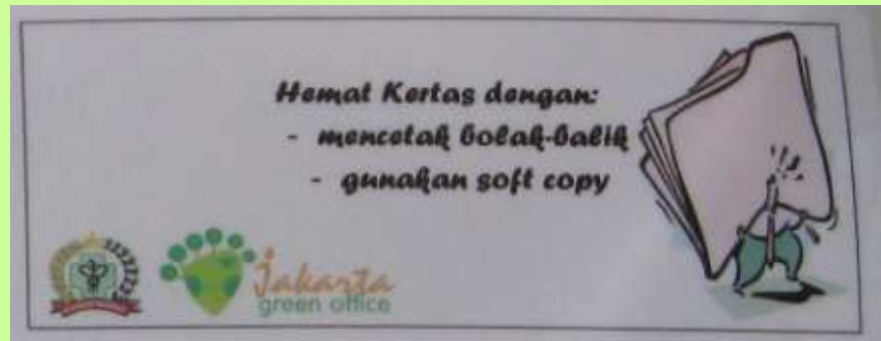 Hemat Kertas dengan:
- mencetak bolak-balik
- gunakan soft copy
Jakarta
green office